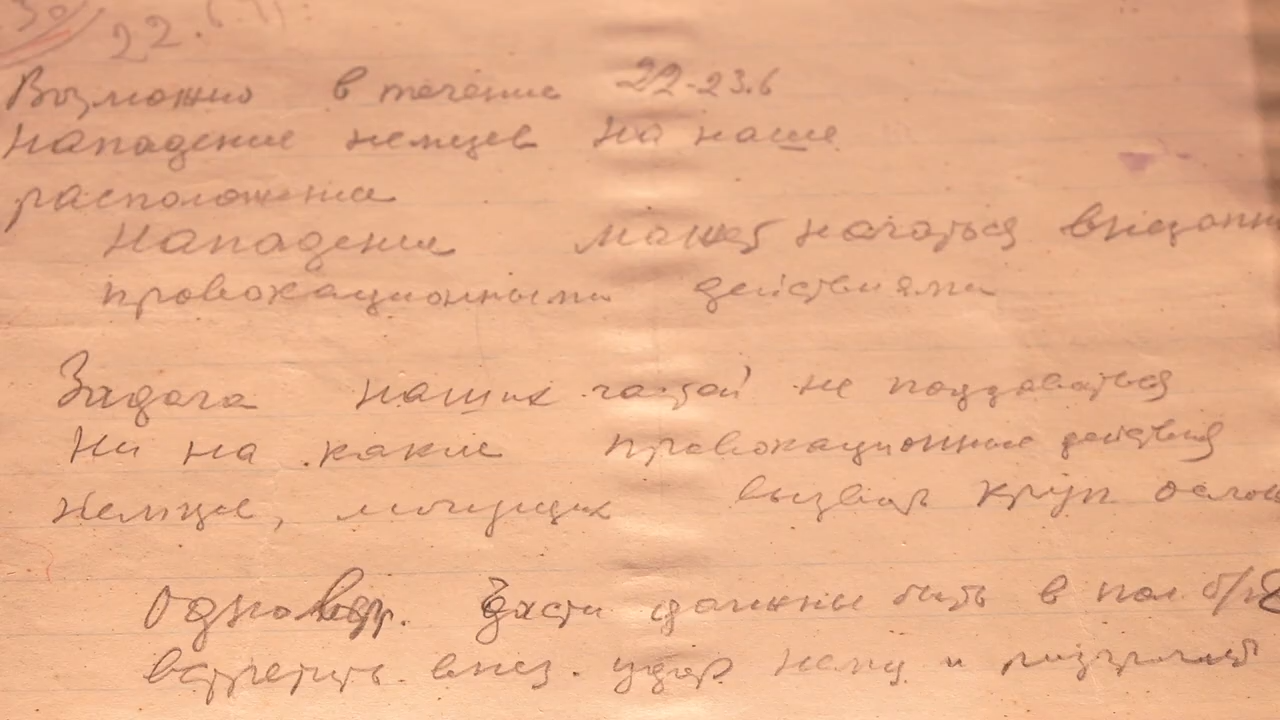 22.
Возможно в течение 22-23.6
нападение немцев на наше
расположение
Нападение может начаться внезапн
провокационными действиями
Задача наших частей не поддаваться
ни на какие провокационные действия
немцев, могущих вызвать круп ослож
Одновр. Части должны быть в пол. б/г
встретить внез. удар немц и